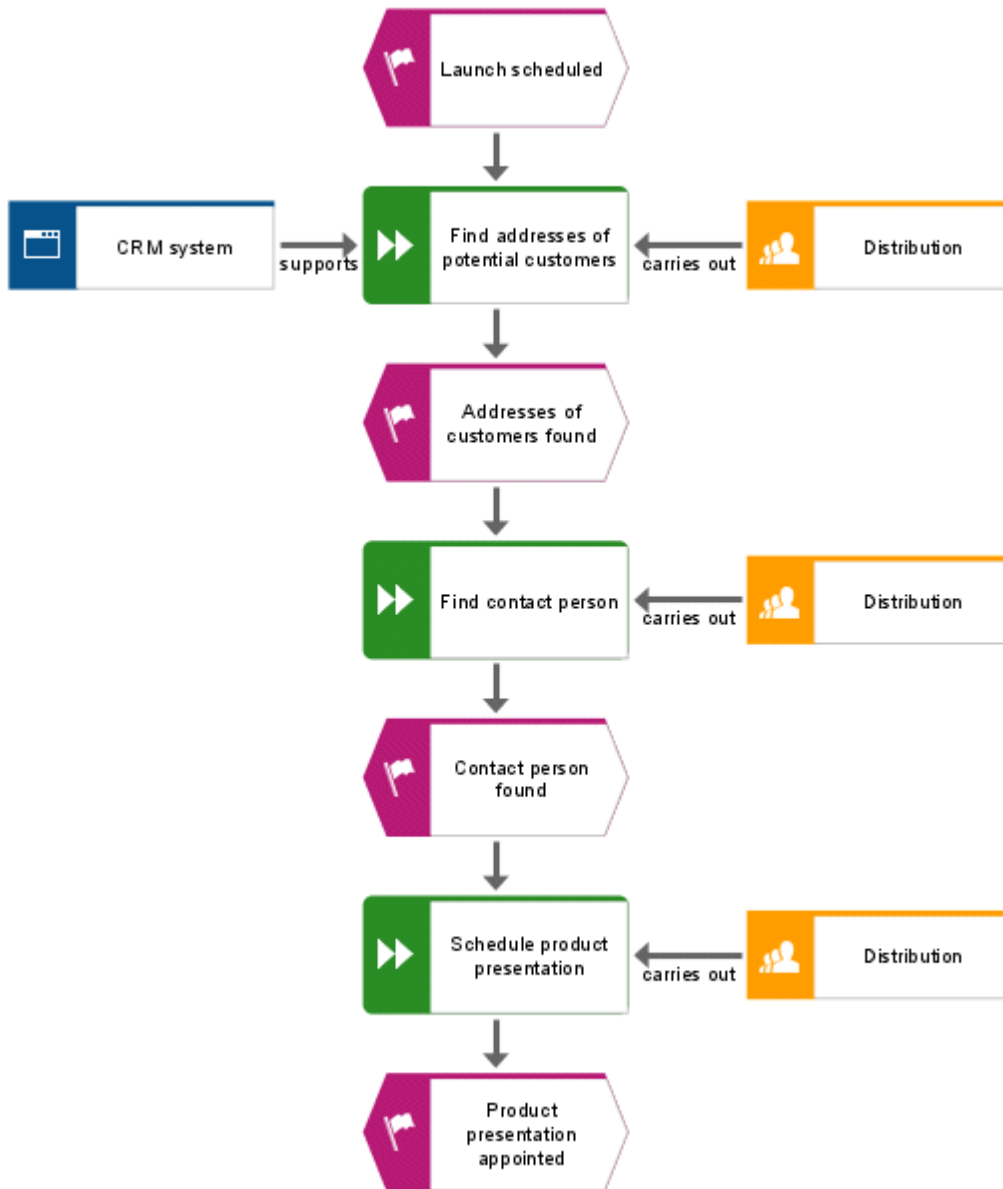 Launch scheduled
CRM system
supports
Find addresses of
potential customers
carries out
Distribution
Addresses of
customers found
Find contact person
carries out
Distribution
Contact person
found
Schedule product
presentation
carries out
Distribution
Product
presentation
appointed